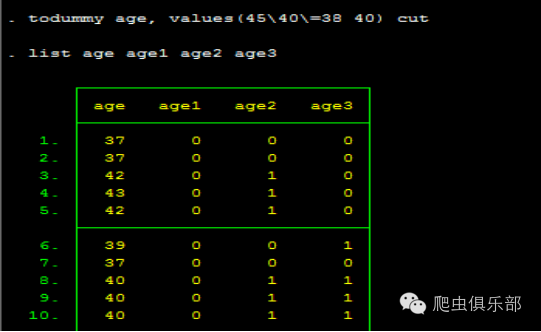 . todummy age, values(45\40\=38 40) cut
. list age age1 age2 age3
age age1 age2 age3
1. 37 0 0 0
2. 37 0 0 0
3. 42 0 1 0
4. 43 0 1 0
5. 42 0 1 0
6. 39 0 0 1
7. 37 0 0 0
8. 40 0 1 1
9. 40 0 1 1
10. 40 0 1 1
爬虫俱乐部